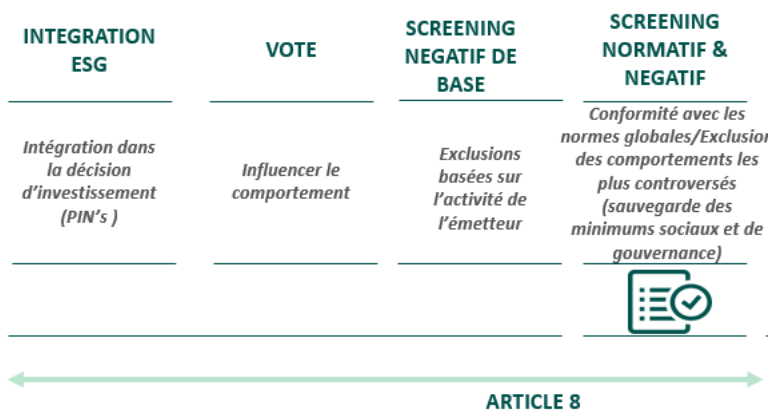 INTEGRATION
ESG
VOTE
SCREENING
NEGATIF DE
BASE
SCREENING
NORMATIF &
NEGATIF
Intégration dans
la décision
d'investissement
(PIN's )
Influencer le
comportement
Exclusions
basées sur
l'activité de
l'émetteur
Conformité avec les
normes globales/Exclusion
des comportements les
plus controversés
(sauvegarde des
minimums sociaux et de
gouvernance)
ARTICLE 8